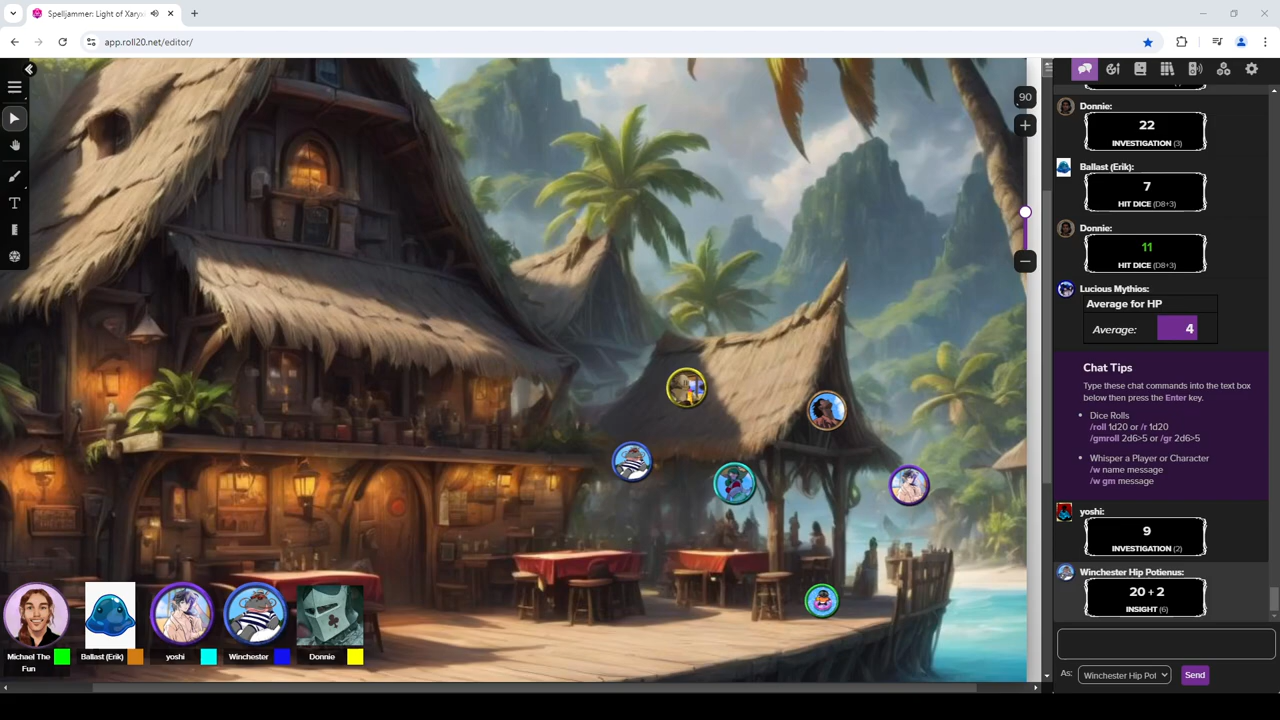 Spelljammer: Light of Xaryx
app.roll20.net/editor/
90
Donnie:
22
INVESTIGATION (3)
Ballast (Erik):
7
HIT DICE (D8+3)
Donnie:
11
HIT DICE (D8+3)
Lucious Mythios:
Average for HP
Average: 4
Chat Tips
Type these chat commands into the text box
below then press the Enter key.
Dice Rolls
/roll 1d20 or /r 1d20
/gmroll 2d6>5 or /gr 2d6>5
Whisper a Player or Character
/w name message
/w gm message
yoshi:
9
INVESTIGATION (2)
Winchester Hip Potienus:
20 + 2
INSIGHT (6)
As: Winchester Hip Pot Send
Michael The
Fun
Ballast (Erik)
yoshi
Winchester
Donnie